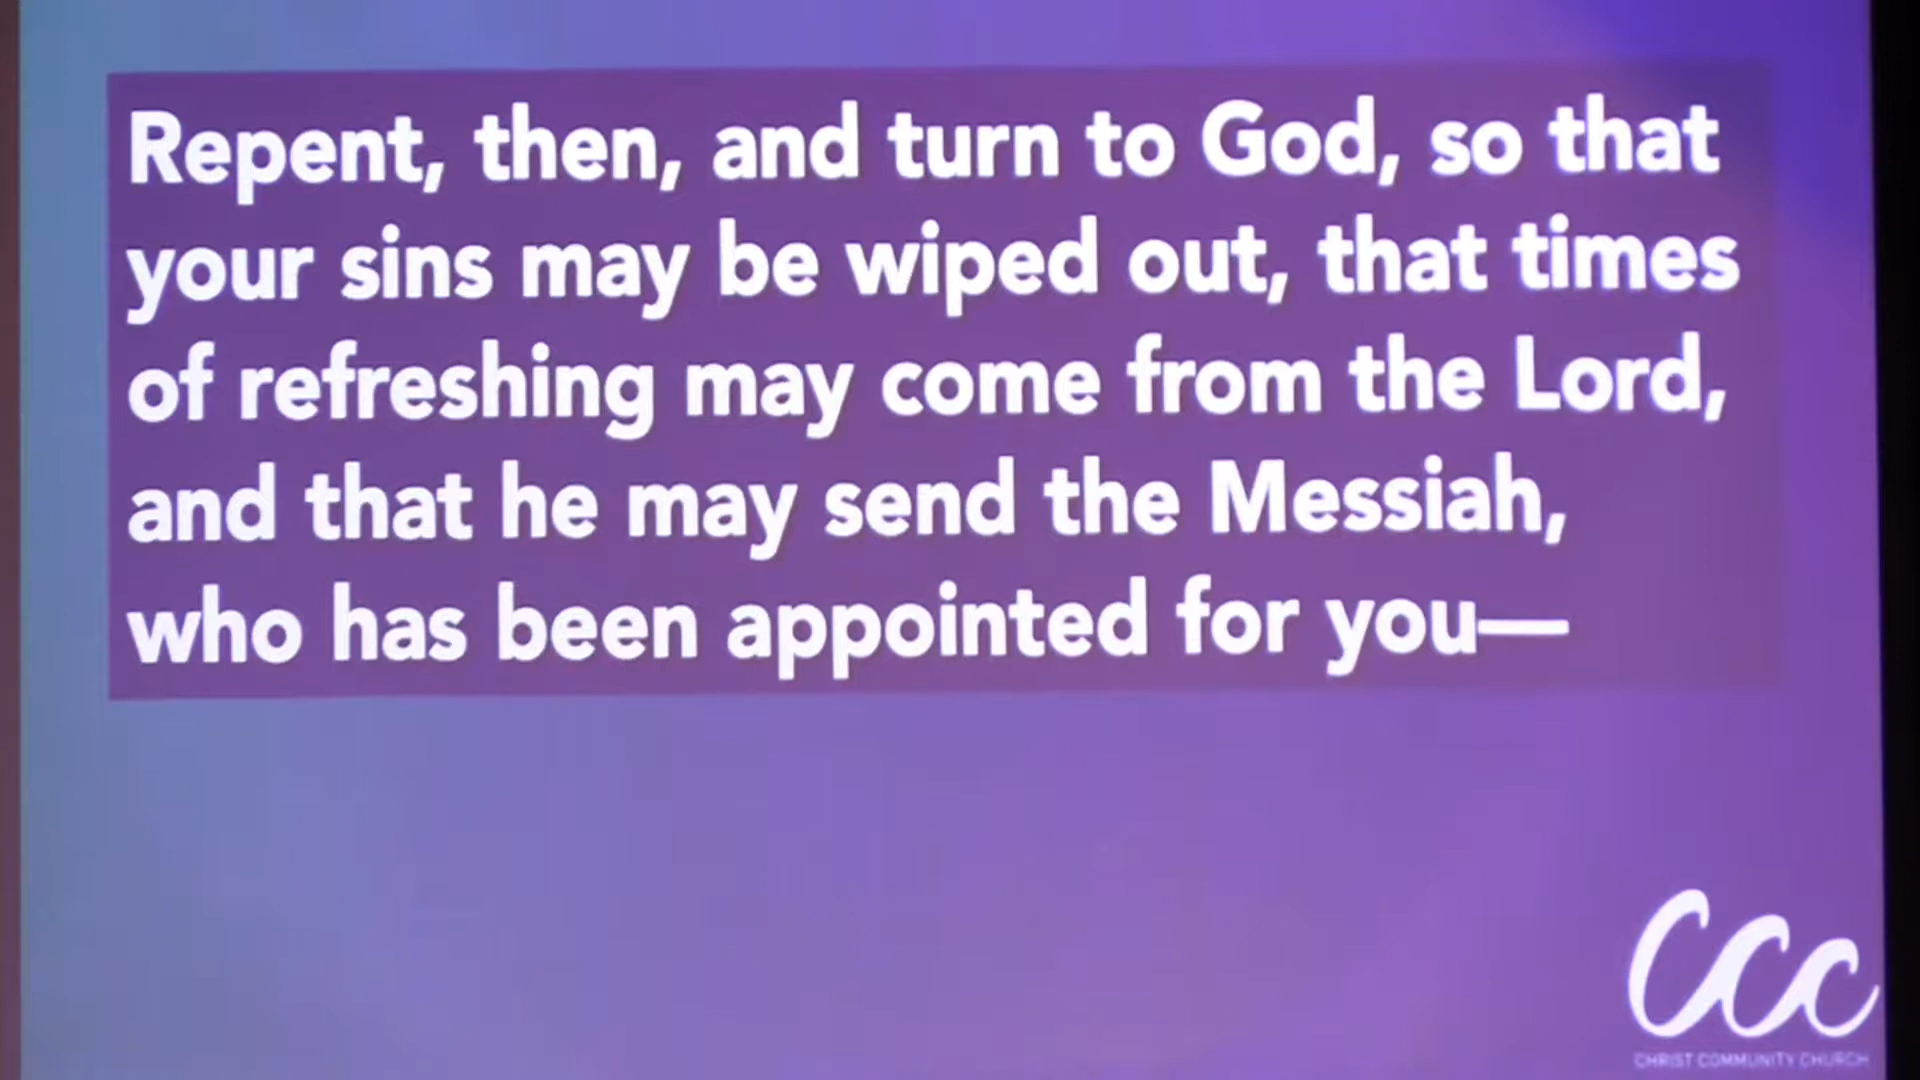 Repent, then, and turn to God, so that
your sins may be wiped out, that times
of refreshing may come from the Lord,
and that he may send the Messiah,
who has been appointed for you—
CCC
CHRIST COMMUNITY CHURCH